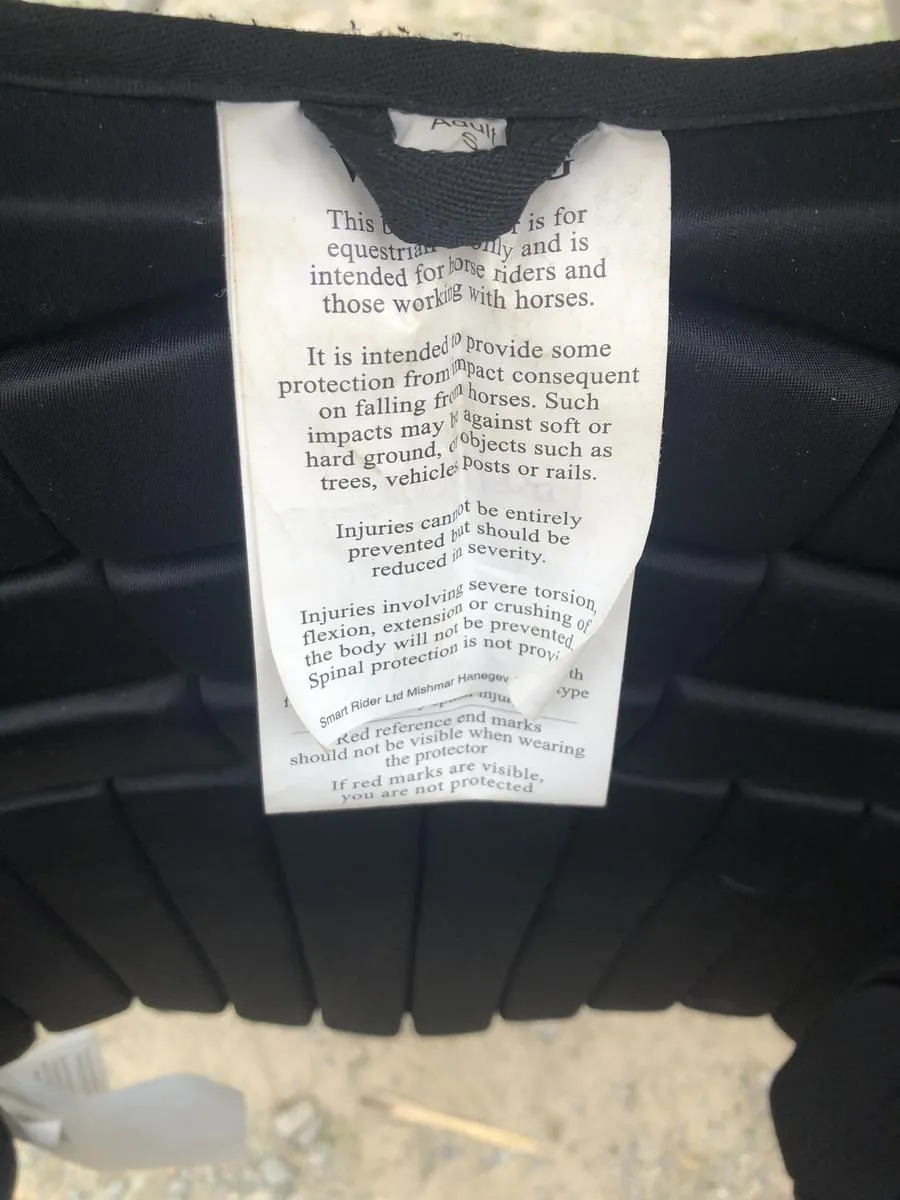 Adult
S
This is for
equestrian only and is
intended for horse riders and
those working with horses.
It is intended to provide some
protection from impact consequent
on falling from horses. Such
impacts may be against soft or
hard ground, or objects such as
trees, vehicles posts or rails.
Injuries cannot be entirely
prevented but should be
reduced in severity.
Injuries involving severe torsion,
flexion, extension or crushing of
the body will not be prevented.
Spinal protection is not
Smart Rider Ltd Mishmar Hanegev
Red reference end marks
should not be visible when wearing
the protector
If red marks are visible,
you are not protected